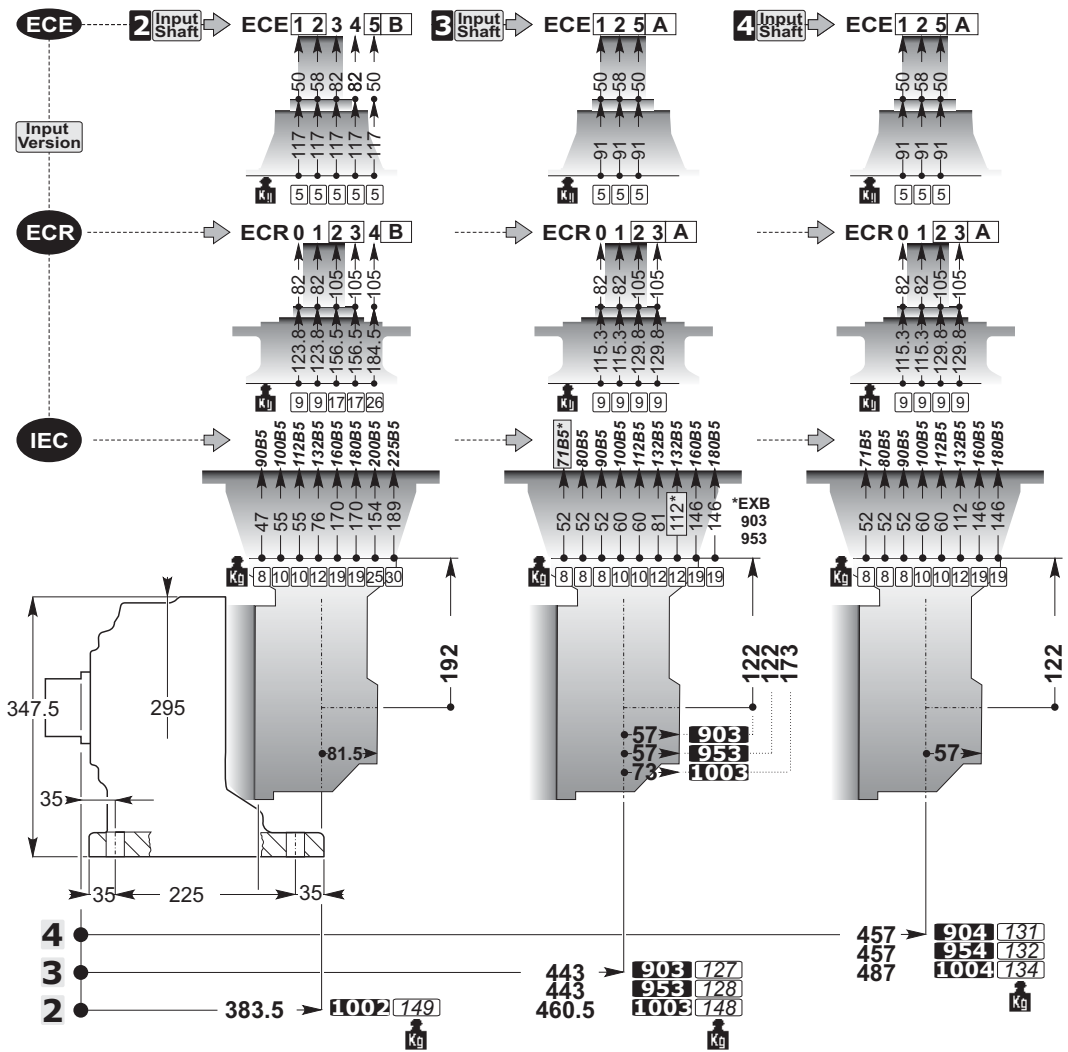 ECE 2 Input Shaft ECE 1 2 3 4 5 B 3 Input Shaft ECE 1 2 5 A 4 Input Shaft ECE 1 2 5 A
50 58 82 82 50 50 58 50 50 58 50
Input Version
117 117 117 117 117 91 91 91 91 91 91
Kg 5 5 5 5 5 Kg 5 5 5 Kg 5 5 5
ECR ECR 0 1 2 3 4 B ECR 0 1 2 3 A ECR 0 1 2 3 A
82 82 105 105 105 82 82 105 105 82 82 105 105
123.8 123.8 156.5 156.5 184.5 115.3 115.3 129.8 129.8 115.3 115.3 129.8 129.8
Kg 9 9 17 17 26 Kg 9 9 9 9 Kg 9 9 9 9
IEC 90B5 100B5 112B5 132B5 160B5 180B5 200B5 225B5 71B5* 80B5 90B5 100B5 112B5 132B5 132B5 160B5 180B5 71B5 80B5 90B5 100B5 112B5 132B5 160B5 180B5
47 55 55 76 170 170 154 189 52 52 52 60 60 81 112* 146 146 52 52 52 60 60 112 146 146
*EXB
903
953
Kg 8 10 10 12 19 19 25 30 Kg 8 8 8 10 10 12 12 19 19 Kg 8 8 8 10 10 12 19 19
192 122 122 173 122
347.5 295
57 903
81.5 57 953 57
73 1003
35
35 225 35
4 457 904 131
457 954 132
3 443 903 127 487 1004 134
443 953 128
2 383.5 1002 149 460.5 1003 148
Kg Kg Kg